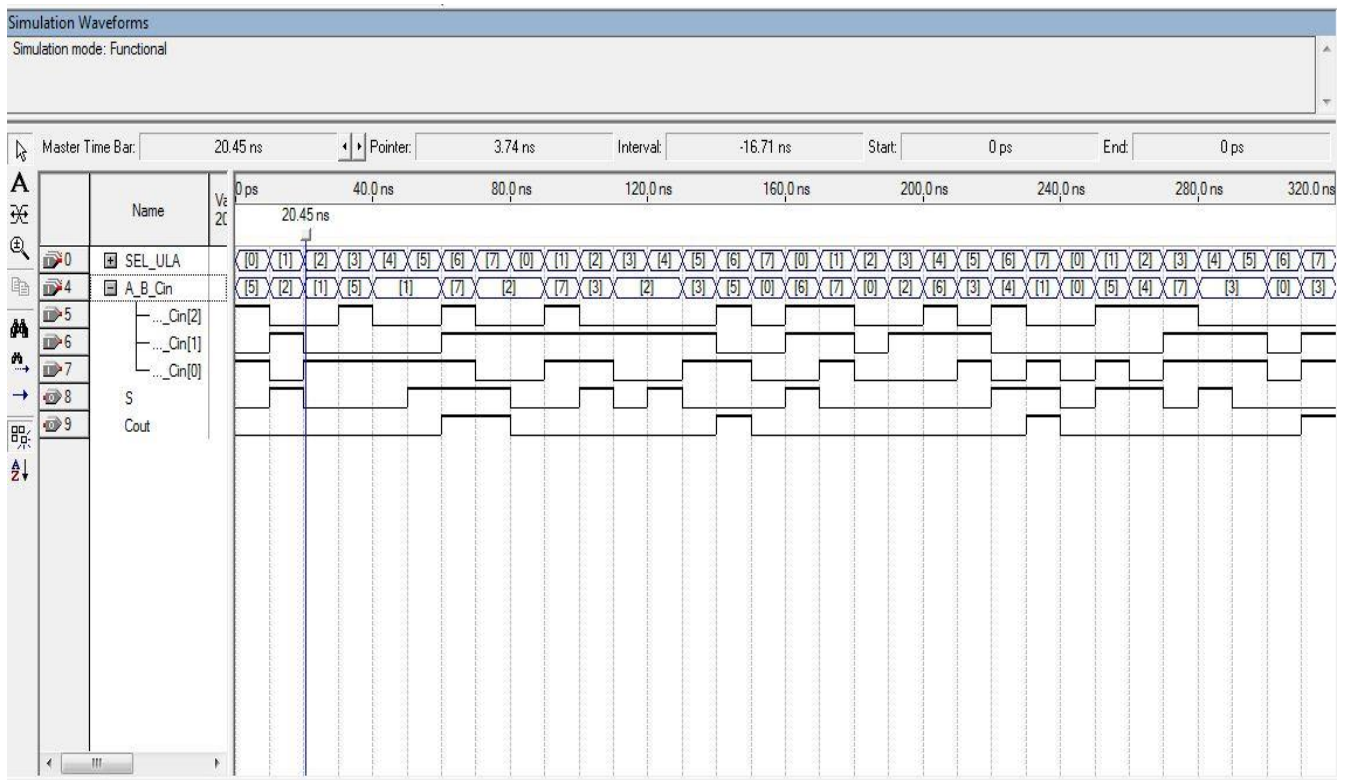 Simulation Waveforms
Simulation mode: Functional
Master Time Bar: 20.45 ns Pointer: 3.74 ns Interval: -16.71 ns Start: 0 ps End: 0 ps
A
Name Va 0 ps 40.0 ns 80.0 ns 120.0 ns 160.0 ns 200.0 ns 240.0 ns 280.0 ns 320.0 ns
20.45 ns
0 SEL_ULA [0] [1] [2] [3] [4] [5] [6] [7] [0] [1] [2] [3] [4] [5] [6] [7] [0] [1] [2] [3] [4] [5] [6] [7] [0] [1] [2] [3] [4] [5] [6] [7]
4 A_B_Cin [5] [2] [1] [5] [1] [7] [2] [7] [3] [2] [3] [5] [0] [6] [7] [0] [2] [6] [3] [4] [1] [0] [5] [4] [7] [3] [0] [3]
5 ..._Cin[2]
6 ..._Cin[1]
7 ..._Cin[0]
8 S
9 Cout
A
Z